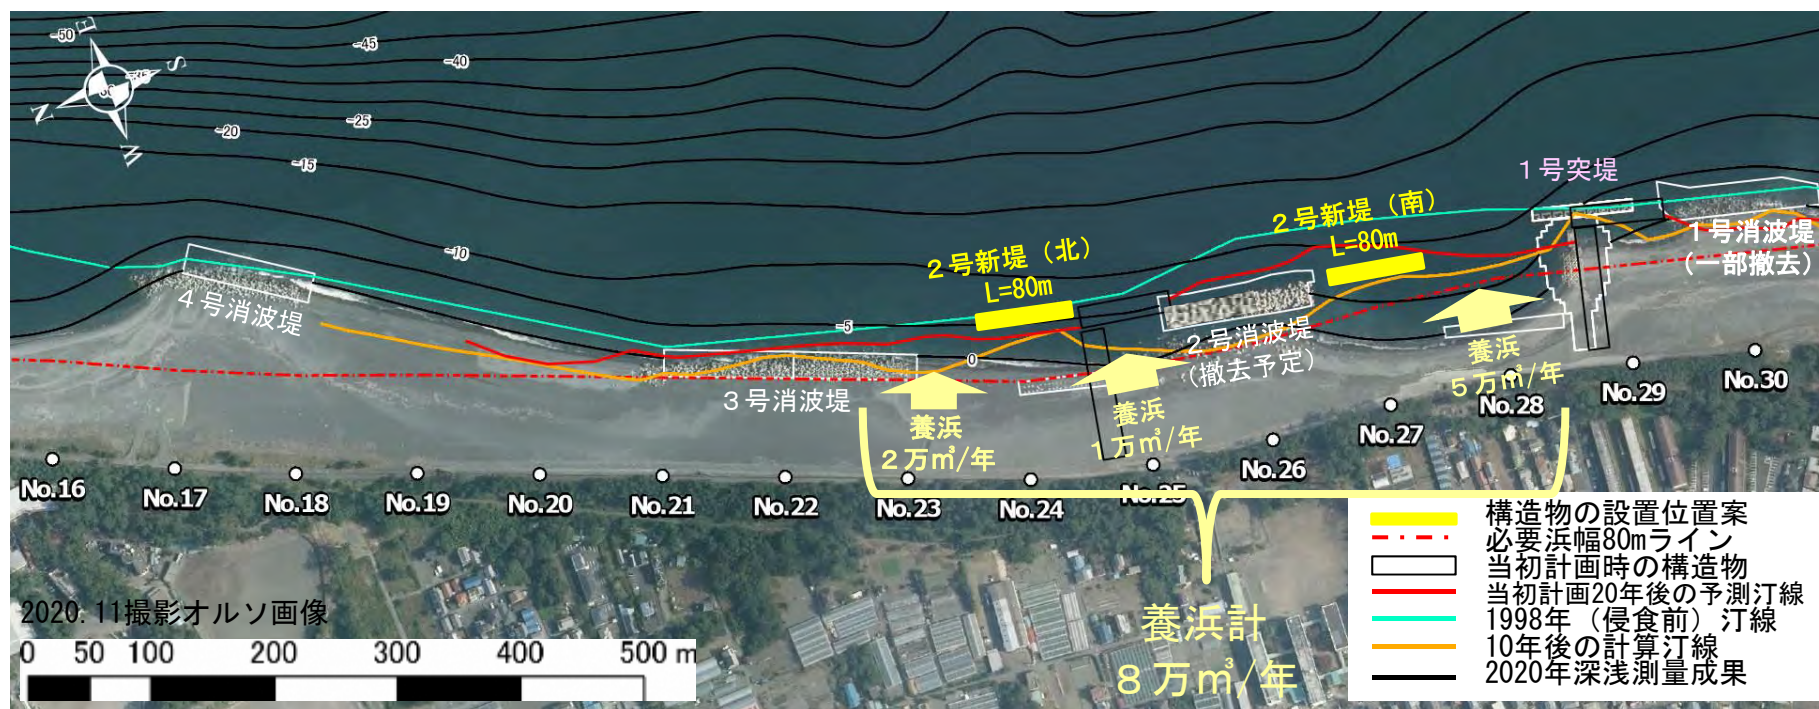 -50
-45
-40
-35
30
-25
-20
-15
-10
-5
0
N
E
S
W
1号突堤
2号新堤（南）
L=80m
2号新堤（北）
L=80m
1号消波堤
（一部撤去）
4号消波堤
2号消波堤
（撤去予定）
3号消波堤
養浜
2万㎥/年
養浜
1万㎥/年
養浜
5万㎥/年
No.16
No.17
No.18
No.19
No.20
No.21
No.22
No.23
No.24
No.25
No.26
No.27
No.28
No.29
No.30
養浜計
8万㎥/年
2020.11撮影オルソ画像
0 50 100 200 300 400 500 m
構造物の設置位置案
必要浜幅80mライン
当初計画時の構造物
当初計画20年後の予測汀線
1998年（侵食前）汀線
10年後の計算汀線
2020年深浅測量成果